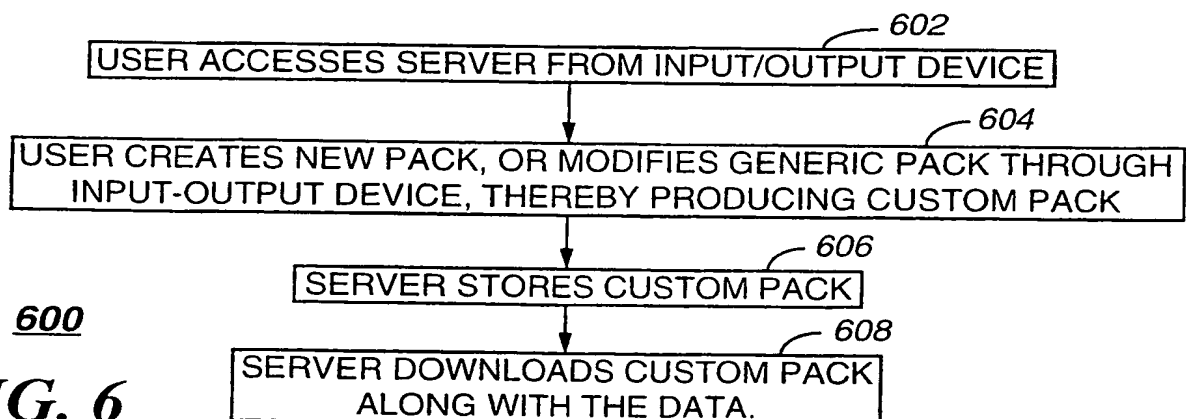 602
USER ACCESSES SERVER FROM INPUT/OUTPUT DEVICE
604
USER CREATES NEW PACK, OR MODIFIES GENERIC PACK THROUGH
INPUT-OUTPUT DEVICE, THEREBY PRODUCING CUSTOM PACK
606
SERVER STORES CUSTOM PACK
600
608
SERVER DOWNLOADS CUSTOM PACK
ALONG WITH THE DATA,
6